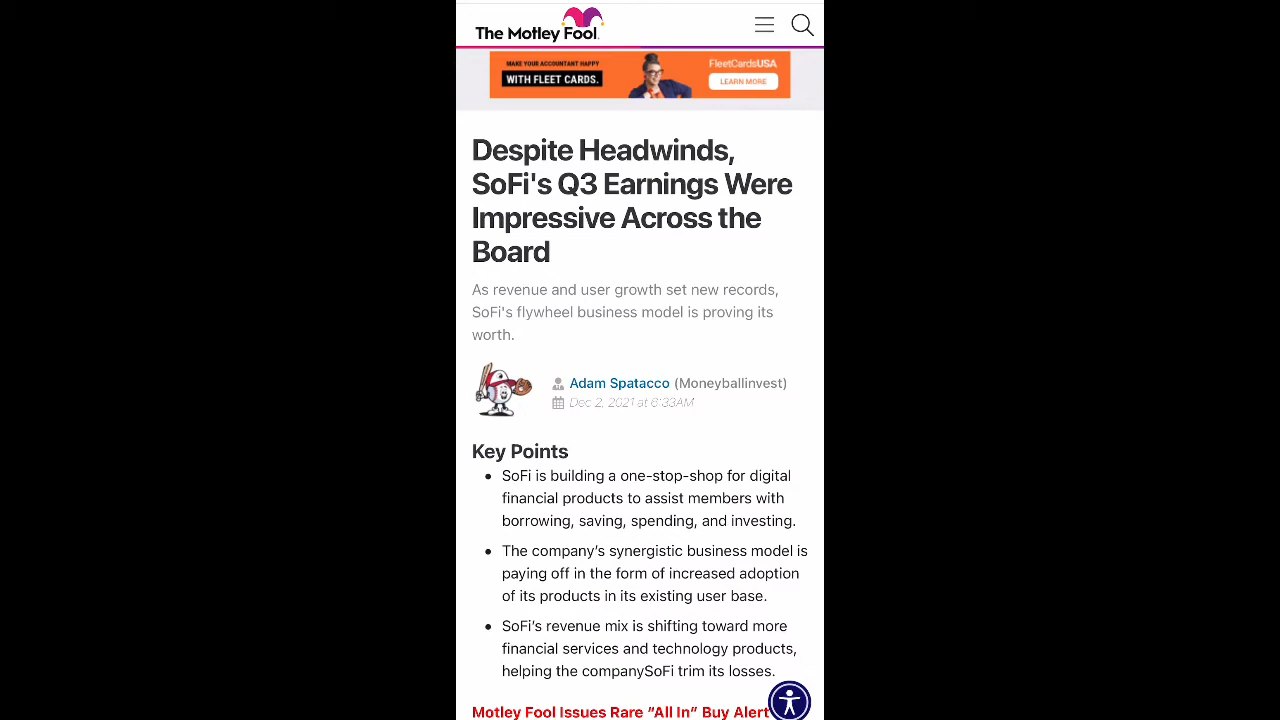 The Motley Fool.
MAKE YOUR ACCOUNTANT HAPPY
WITH FLEET CARDS.
FleetCardsUSA
LEARN MORE
Despite Headwinds,
SoFi's Q3 Earnings Were
Impressive Across the
Board
As revenue and user growth set new records,
SoFi's flywheel business model is proving its
worth.
Adam Spatacco (Moneyballinvest)
Dec 2, 2021 at 6:33AM
Key Points
SoFi is building a one-stop-shop for digital
financial products to assist members with
borrowing, saving, spending, and investing.
The company’s synergistic business model is
paying off in the form of increased adoption
of its products in its existing user base.
SoFi’s revenue mix is shifting toward more
financial services and technology products,
helping the companySoFi trim its losses.
Motley Fool Issues Rare “All In” Buy Alert